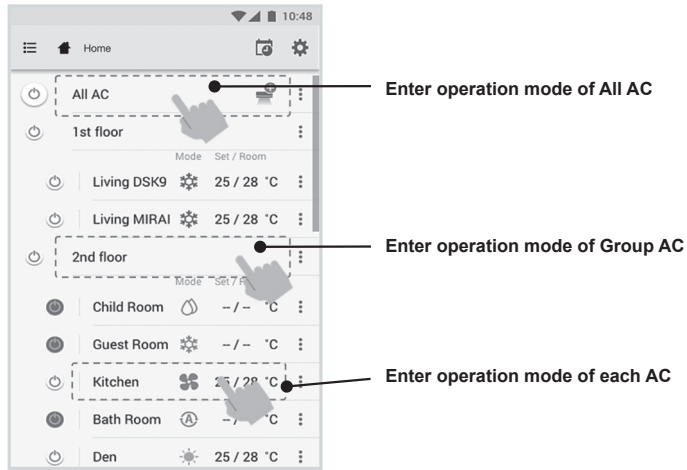 10:48
Home
All AC
Enter operation mode of All AC
1st floor
Mode Set / Room
Living DSK9 25 / 28 °C
Living MIRAI 25 / 28 °C
2nd floor
Enter operation mode of Group AC
Mode Set / R
Child Room -- / -- °C
Guest Room -- / -- °C
Kitchen 25 / 28 °C
Enter operation mode of each AC
Bath Room A -- / -- °C
Den 25 / 28 °C